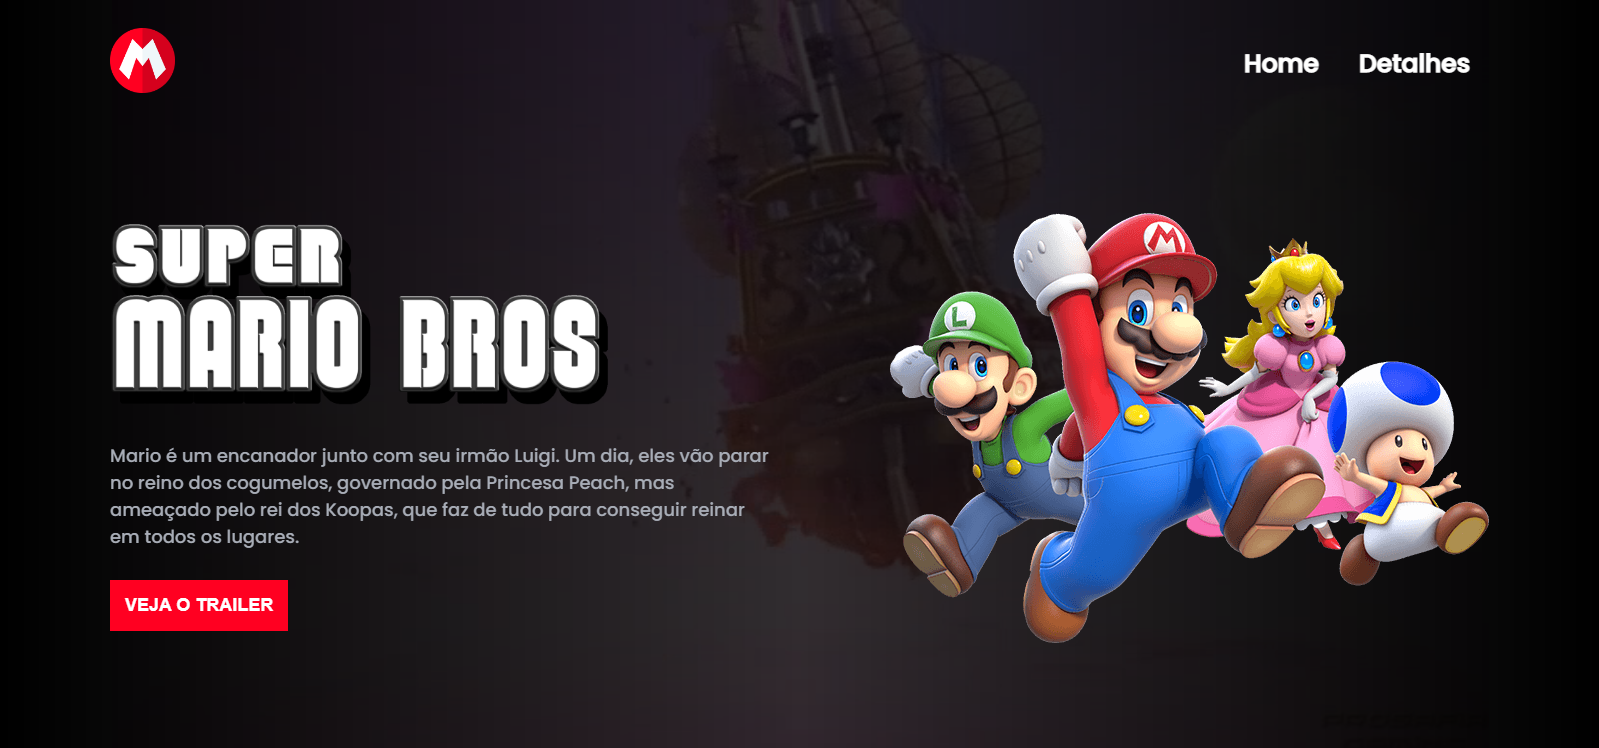 M
Home Detalhes
SUPER
MARIO BROS
M
L
Mario é um encanador junto com seu irmão Luigi. Um dia, eles vão parar
no reino dos cogumelos, governado pela Princesa Peach, mas
ameaçado pelo rei dos Koopas, que faz de tudo para conseguir reinar
em todos os lugares.
VEJA O TRAILER